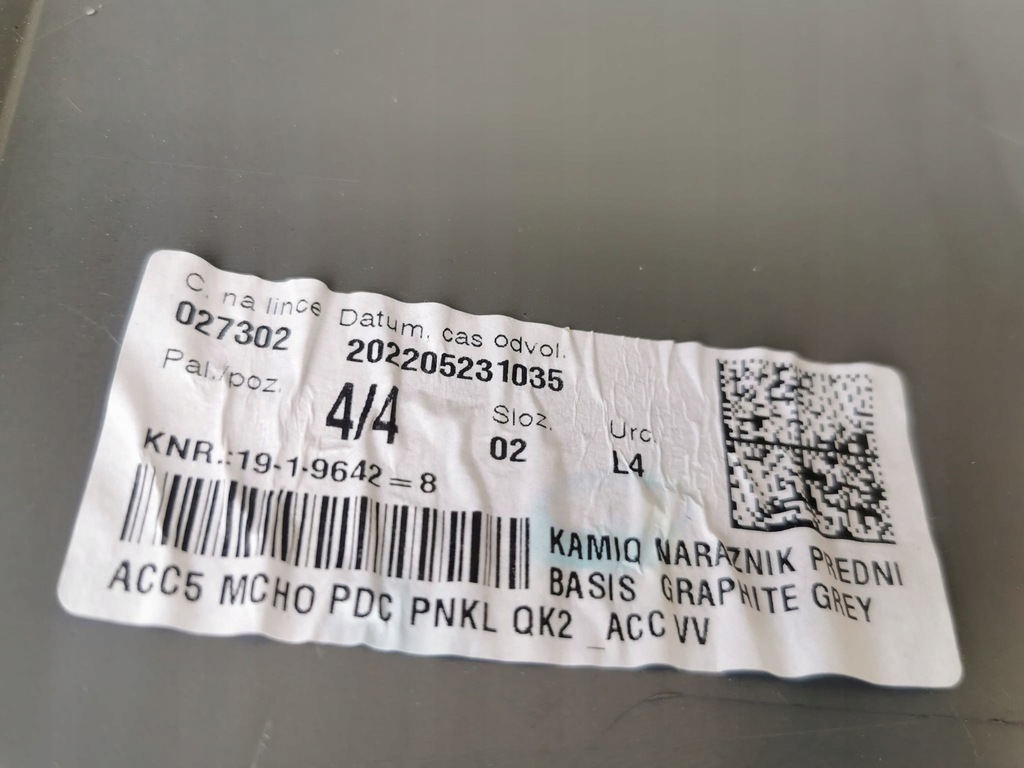 C. na lince Datum, cas odvol.
027302 202205231035
Pal./poz. 4/4 Sloz. Urc.
02 L4
KNR.:19-1-9642=8
KAMIQ NARAZNIK PREDNI
BASIS GRAPHITE GREY
ACC5 MCHO PDC PNKL QK2 _ACC VV